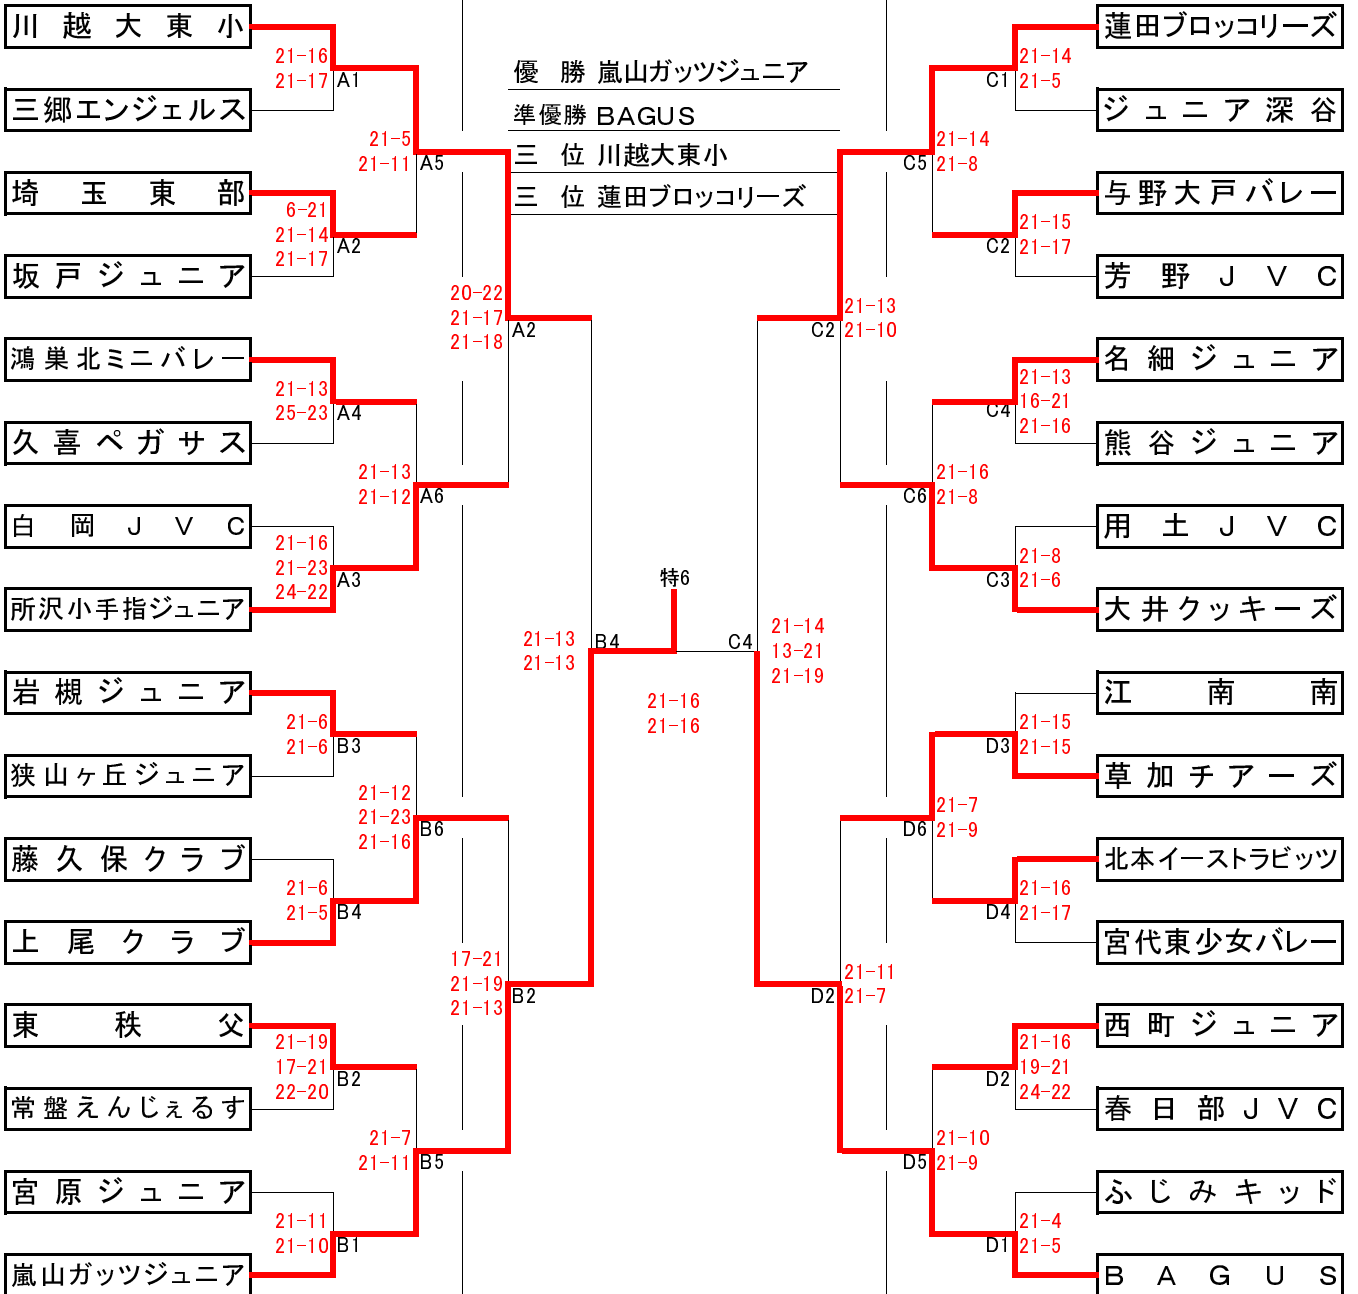 川越大東小
21-16
21-17
A1
三郷エンジェルス
21-5
21-11
A5
埼玉東部
6-21
21-14
21-17
A2
坂戸ジュニア
20-22
21-17
21-18
A2
鴻巣北ミニバレー
21-13
25-23
A4
久喜ペガサス
21-13
21-12
A6
白岡JVC
21-16
21-23
24-22
A3
所沢小手指ジュニア
21-13
21-13
B4
岩槻ジュニア
21-6
21-6
B3
狭山ヶ丘ジュニア
21-12
21-23
21-16
B6
藤久保クラブ
21-6
21-5
B4
上尾クラブ
17-21
21-19
21-13
B2
東秩父
21-19
17-21
22-20
B2
常盤えんじぇるす
21-7
21-11
B5
宮原ジュニア
21-11
21-10
B1
嵐山ガッツジュニア
優勝 嵐山ガッツジュニア
準優勝 BAGUS
三位 川越大東小
三位 蓮田ブロッコリーズ
特6
21-16
21-16
蓮田ブロッコリーズ
21-14
21-5
C1
ジュニア深谷
21-14
21-8
C5
与野大戸バレー
21-15
21-17
C2
芳野JVC
21-13
21-10
C2
名細ジュニア
21-13
16-21
21-16
C4
熊谷ジュニア
21-16
21-8
C6
用土JVC
21-8
21-6
C3
大井クッキーズ
C4
21-14
13-21
21-19
江南南
21-15
21-15
D3
草加チアーズ
21-7
21-9
D6
北本イーストラビッツ
21-16
21-17
D4
宮代東少女バレー
21-11
21-7
D2
西町ジュニア
21-16
19-21
24-22
D2
春日部JVC
21-10
21-9
D5
ふじみキッド
21-4
21-5
D1
BAGUS